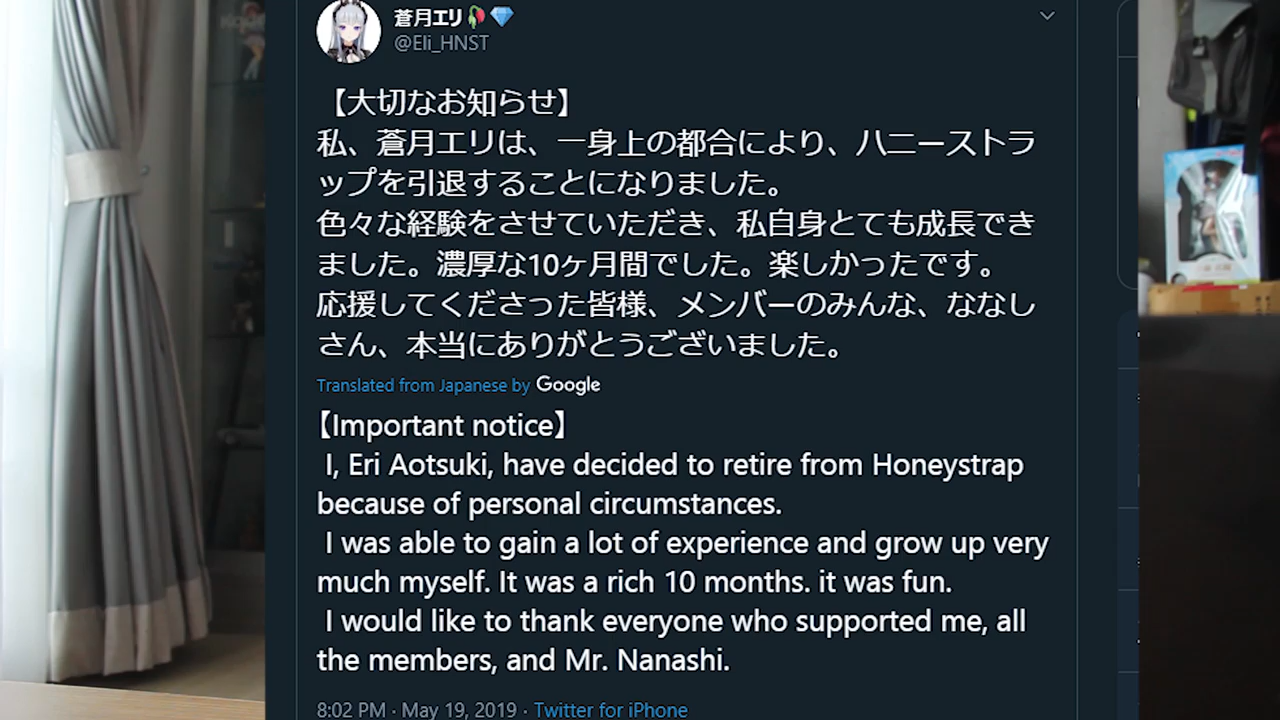 蒼月エリ
@Eli_HNST
【大切なお知らせ】
私、蒼月エリは、一身上の都合により、ハニーストラ
ップを引退することになりました。
色々な経験をさせていただき、私自身とても成長でき
ました。濃厚な10ヶ月間でした。楽しかったです。
応援してくださった皆様、メンバーのみんな、ななし
さん、本当にありがとうございました。
Translated from Japanese by Google
【Important notice】
I, Eri Aotsuki, have decided to retire from Honeystrap
because of personal circumstances.
I was able to gain a lot of experience and grow up very
much myself. It was a rich 10 months. it was fun.
I would like to thank everyone who supported me, all
the members, and Mr. Nanashi.
8:02 PM · May 19, 2019 · Twitter for iPhone